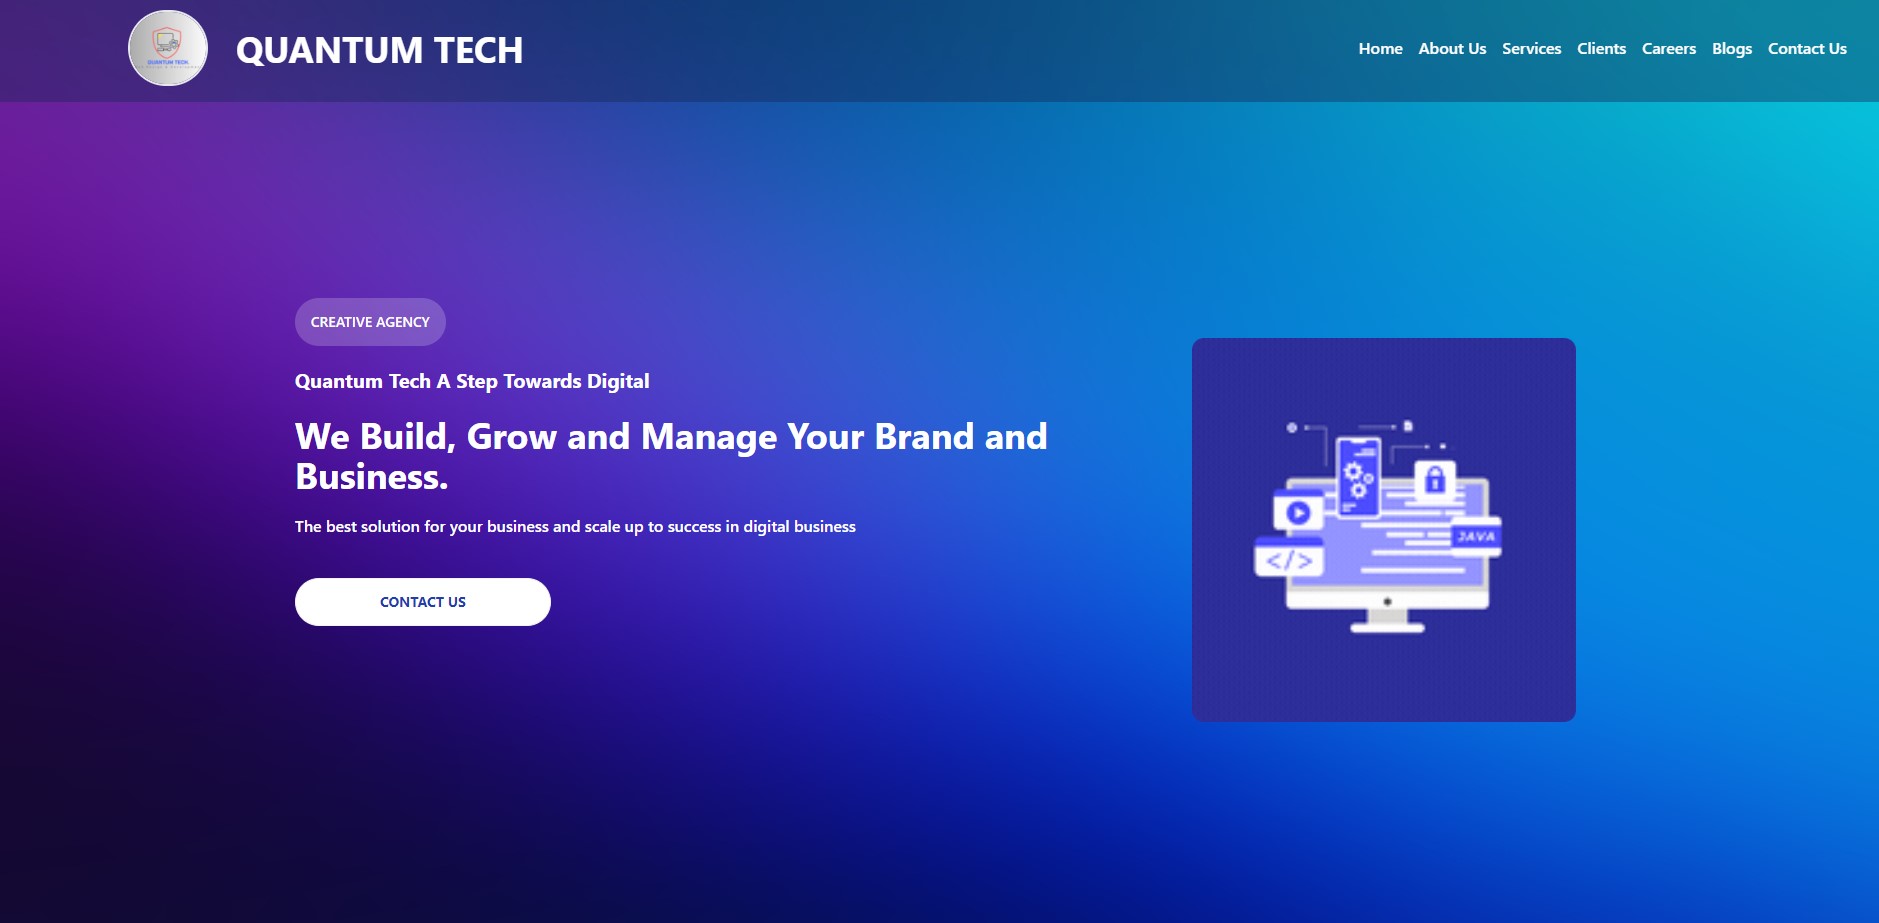 QUANTUM TECH
QUANTUM TECH
Home About Us Services Clients Careers Blogs Contact Us
CREATIVE AGENCY
Quantum Tech A Step Towards Digital
We Build, Grow and Manage Your Brand and
Business.
The best solution for your business and scale up to success in digital business
CONTACT US
JAVA
</>